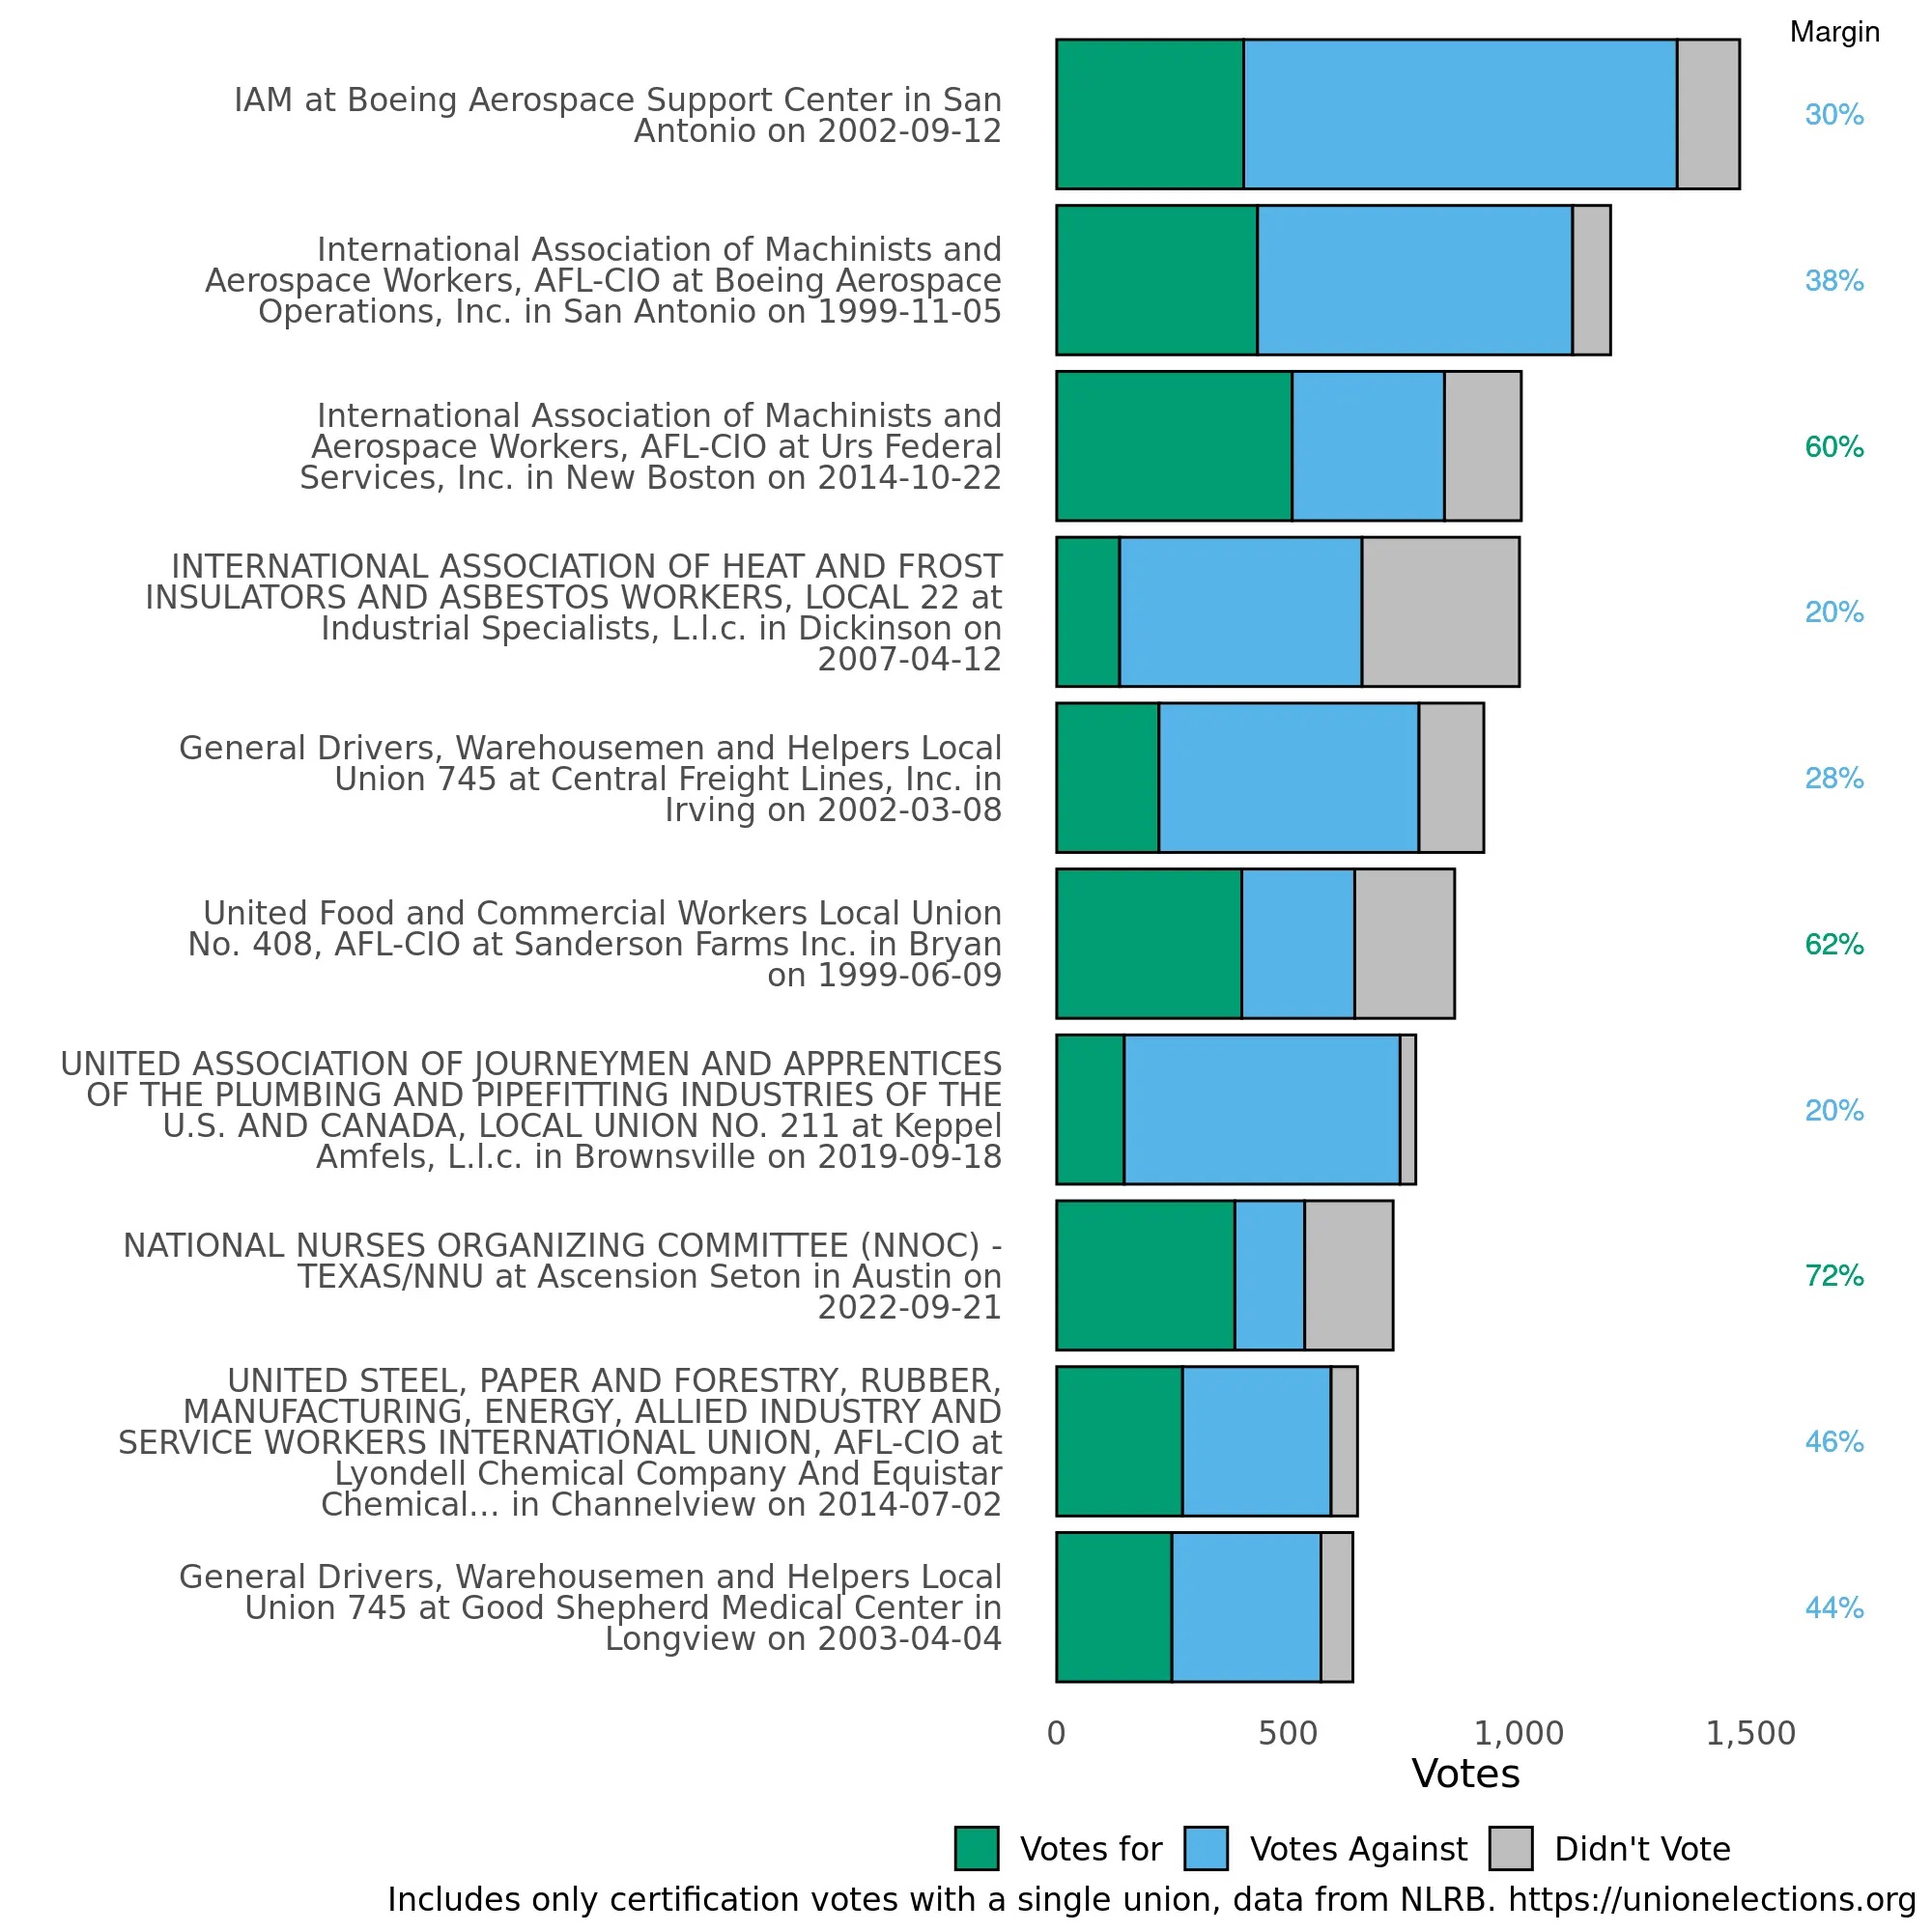 Margin
IAM at Boeing Aerospace Support Center in San
Antonio on 2002-09-12
30%
International Association of Machinists and
Aerospace Workers, AFL-CIO at Boeing Aerospace
Operations, Inc. in San Antonio on 1999-11-05
38%
International Association of Machinists and
Aerospace Workers, AFL-CIO at Urs Federal
Services, Inc. in New Boston on 2014-10-22
60%
INTERNATIONAL ASSOCIATION OF HEAT AND FROST
INSULATORS AND ASBESTOS WORKERS, LOCAL 22 at
Industrial Specialists, L.l.c. in Dickinson on
2007-04-12
20%
General Drivers, Warehousemen and Helpers Local
Union 745 at Central Freight Lines, Inc. in
Irving on 2002-03-08
28%
United Food and Commercial Workers Local Union
No. 408, AFL-CIO at Sanderson Farms Inc. in Bryan
on 1999-06-09
62%
UNITED ASSOCIATION OF JOURNEYMEN AND APPRENTICES
OF THE PLUMBING AND PIPEFITTING INDUSTRIES OF THE
U.S. AND CANADA, LOCAL UNION NO. 211 at Keppel
Amfels, L.l.c. in Brownsville on 2019-09-18
20%
NATIONAL NURSES ORGANIZING COMMITTEE (NNOC) -
TEXAS/NNU at Ascension Seton in Austin on
2022-09-21
72%
UNITED STEEL, PAPER AND FORESTRY, RUBBER,
MANUFACTURING, ENERGY, ALLIED INDUSTRY AND
SERVICE WORKERS INTERNATIONAL UNION, AFL-CIO at
Lyondell Chemical Company And Equistar
Chemical... in Channelview on 2014-07-02
46%
General Drivers, Warehousemen and Helpers Local
Union 745 at Good Shepherd Medical Center in
Longview on 2003-04-04
44%
0 500 1,000 1,500
Votes
Votes for Votes Against Didn't Vote
Includes only certification votes with a single union, data from NLRB. https://unionelections.org